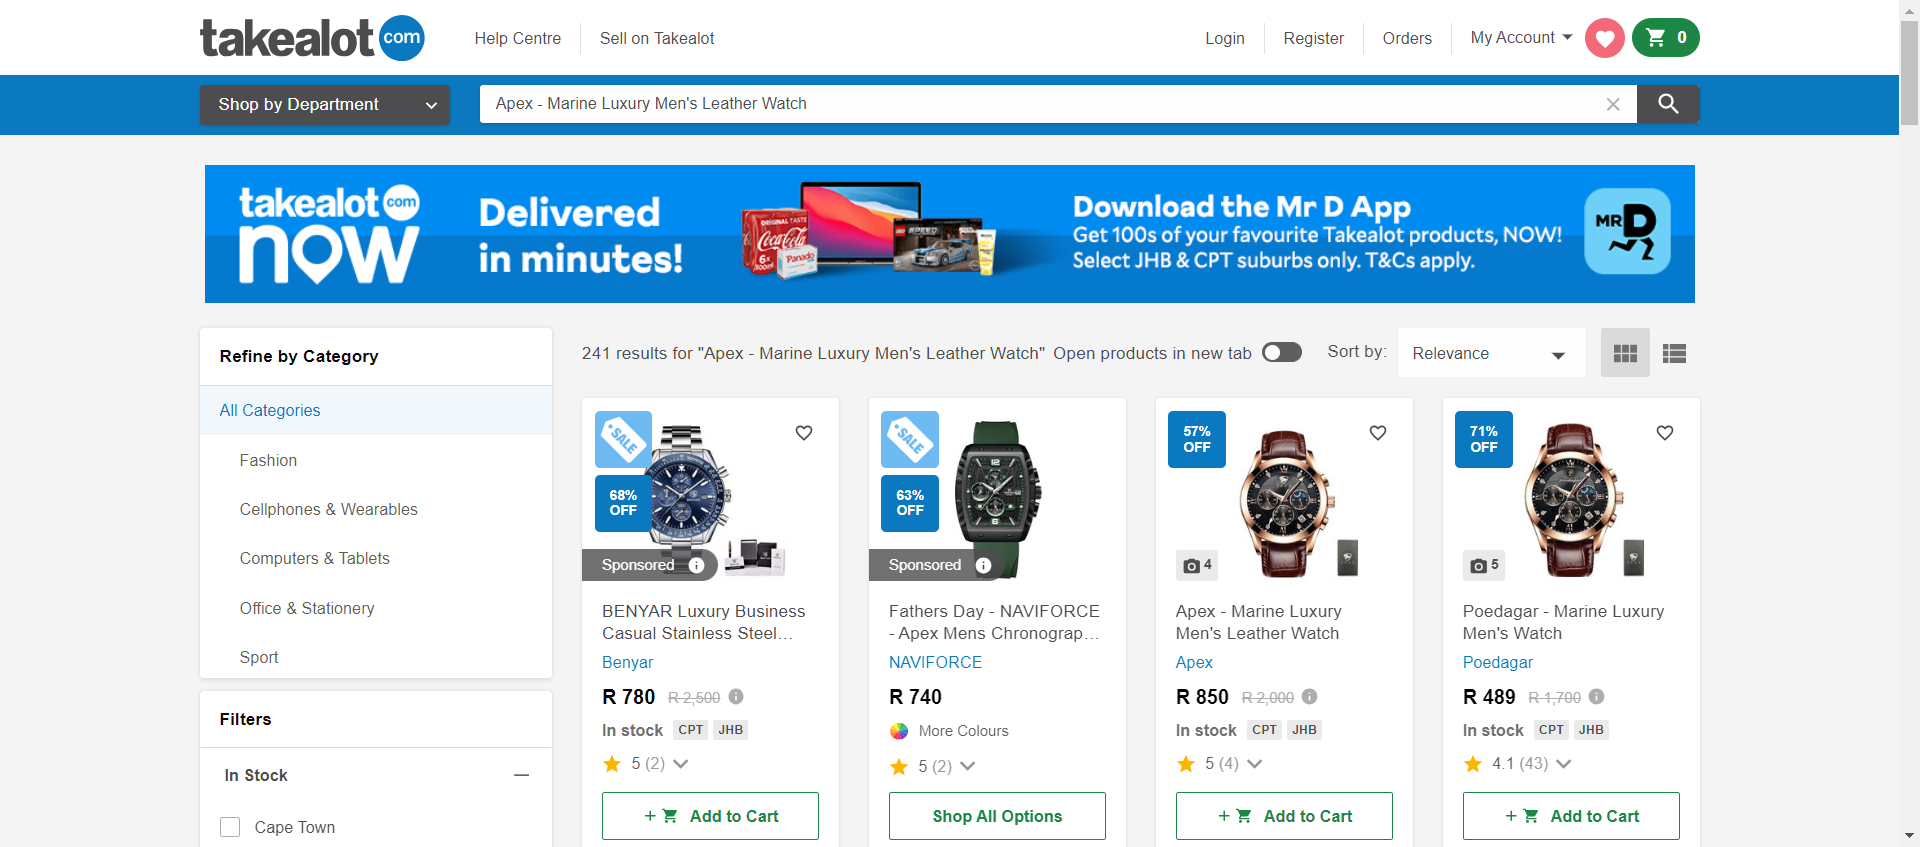 takealot com
Help Centre
Sell on Takealot
Login
Register
Orders
My Account
0
Shop by Department
Apex - Marine Luxury Men's Leather Watch
takealot com
now
Delivered
in minutes!
ORIGINAL TASTE
Coca-Cola
6x
300ml
Panado
SPEED
Download the Mr D App
Get 100s of your favourite Takealot products, NOW!
Select JHB & CPT suburbs only. T&Cs apply.
MR D
Refine by Category
All Categories
Fashion
Cellphones & Wearables
Computers & Tablets
Office & Stationery
Sport
Filters
In Stock
Cape Town
241 results for "Apex - Marine Luxury Men's Leather Watch"
Open products in new tab
Sort by:
Relevance
SALE
68%
OFF
Sponsored
BENYAR Luxury Business
Casual Stainless Steel...
Benyar
R 780 R 2,500
In stock CPT JHB
5 (2)
+ Add to Cart
SALE
63%
OFF
Sponsored
Fathers Day - NAVIFORCE
- Apex Mens Chronograp...
NAVIFORCE
R 740
More Colours
5 (2)
Shop All Options
57%
OFF
4
Apex - Marine Luxury
Men's Leather Watch
Apex
R 850 R 2,000
In stock CPT JHB
5 (4)
+ Add to Cart
71%
OFF
5
Poedagar - Marine Luxury
Men's Watch
Poedagar
R 489 R 1,700
In stock CPT JHB
4.1 (43)
+ Add to Cart